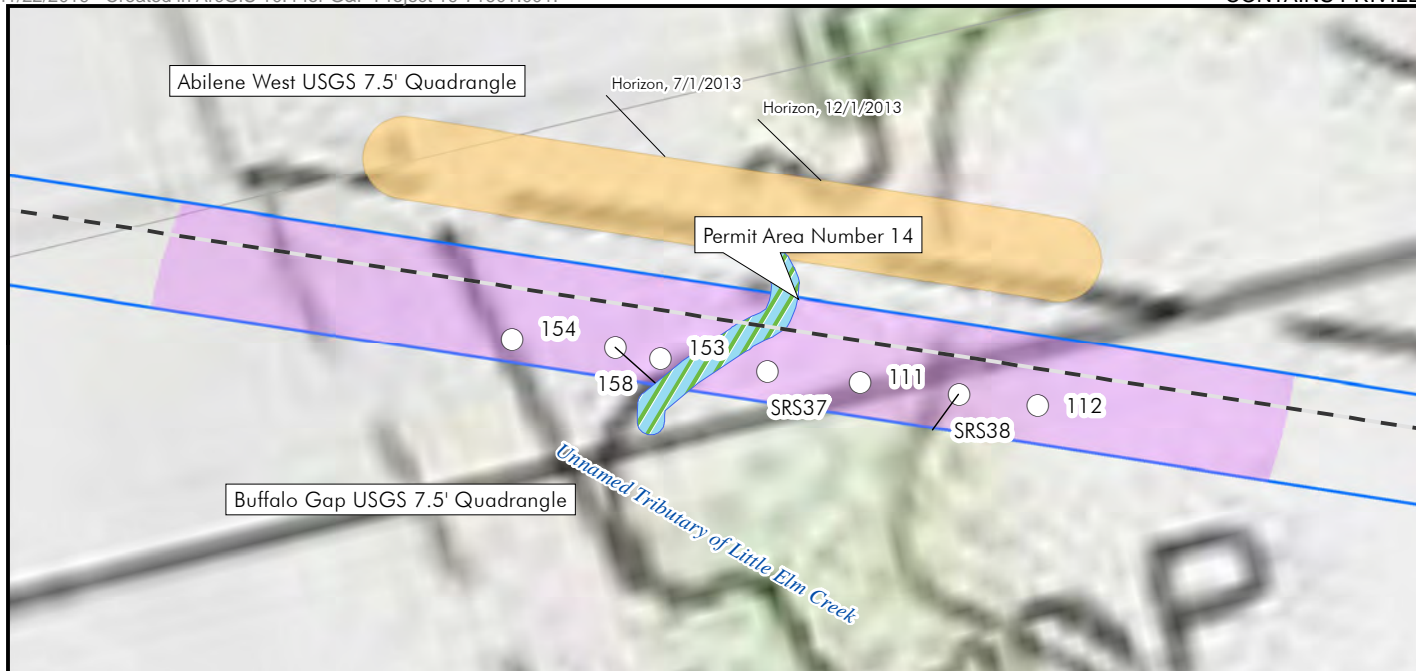 Abilene West USGS 7.5' Quadrangle
Horizon, 7/1/2013
Horizon, 12/1/2013
Permit Area Number 14
154
153
158
111
SRS37
112
SRS38
Unnamed Tributary of Little Elm Creek
Buffalo Gap USGS 7.5' Quadrangle
P